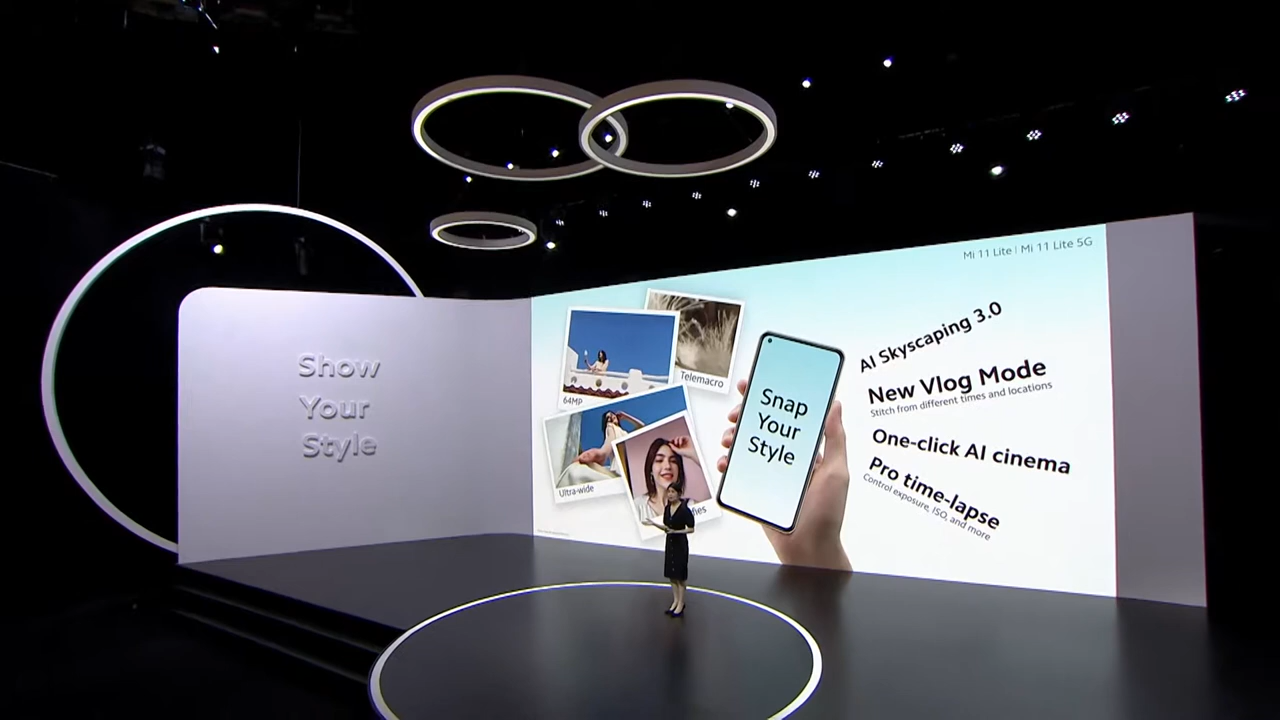 Show
Your
Style
Mi 11 Lite | Mi 11 Lite 5G
64MP
Telemacro
Ultra-wide
Snap
Your
Style
AI Skyscaping 3.0
New Vlog Mode
Stitch from different times and locations
One-click AI cinema
Pro time-lapse
Control exposure, ISO, and more